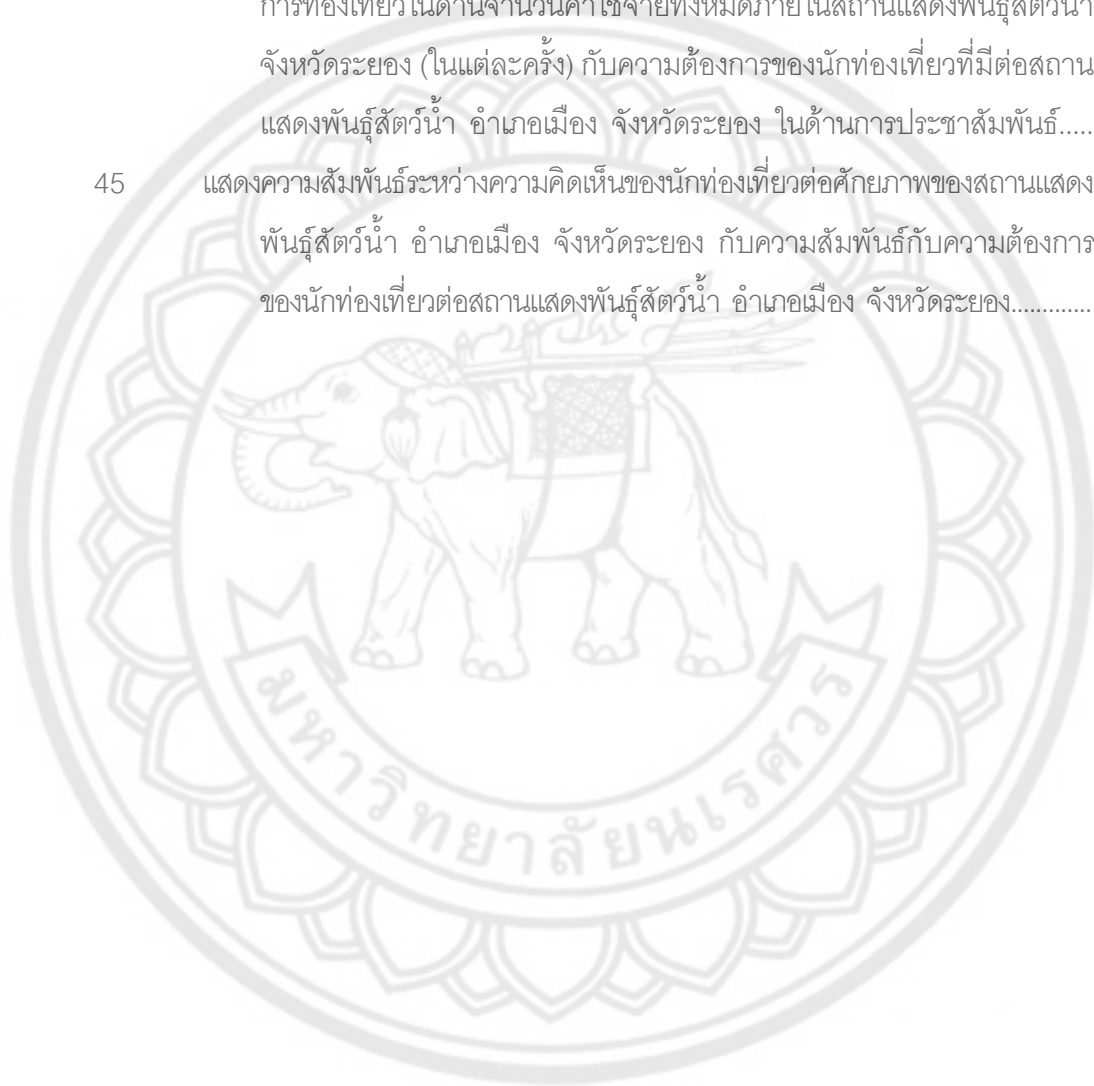 การท่องเที่ยวในด้านจำนวนค่าใช้จ่ายทั้งหมดภายในสถานแสดงพันธุ์สัตว์น้ำ
จังหวัดระยอง (ในแต่ละครั้ง) กับความต้องการของนักท่องเที่ยวที่มีต่อสถาน
แสดงพันธุ์สัตว์น้ำ อำเภอเมือง จังหวัดระยอง ในด้านการประชาสัมพันธ์.....
45 แสดงความสัมพันธ์ระหว่างความคิดเห็นของนักท่องเที่ยวต่อศักยภาพของสถานแสดง
พันธุ์สัตว์น้ำ อำเภอเมือง จังหวัดระยอง กับความสัมพันธ์กับความต้องการ
ของนักท่องเที่ยวต่อสถานแสดงพันธุ์สัตว์น้ำ อำเภอเมือง จังหวัดระยอง.............
มหาวิทยาลัยนเรศวร